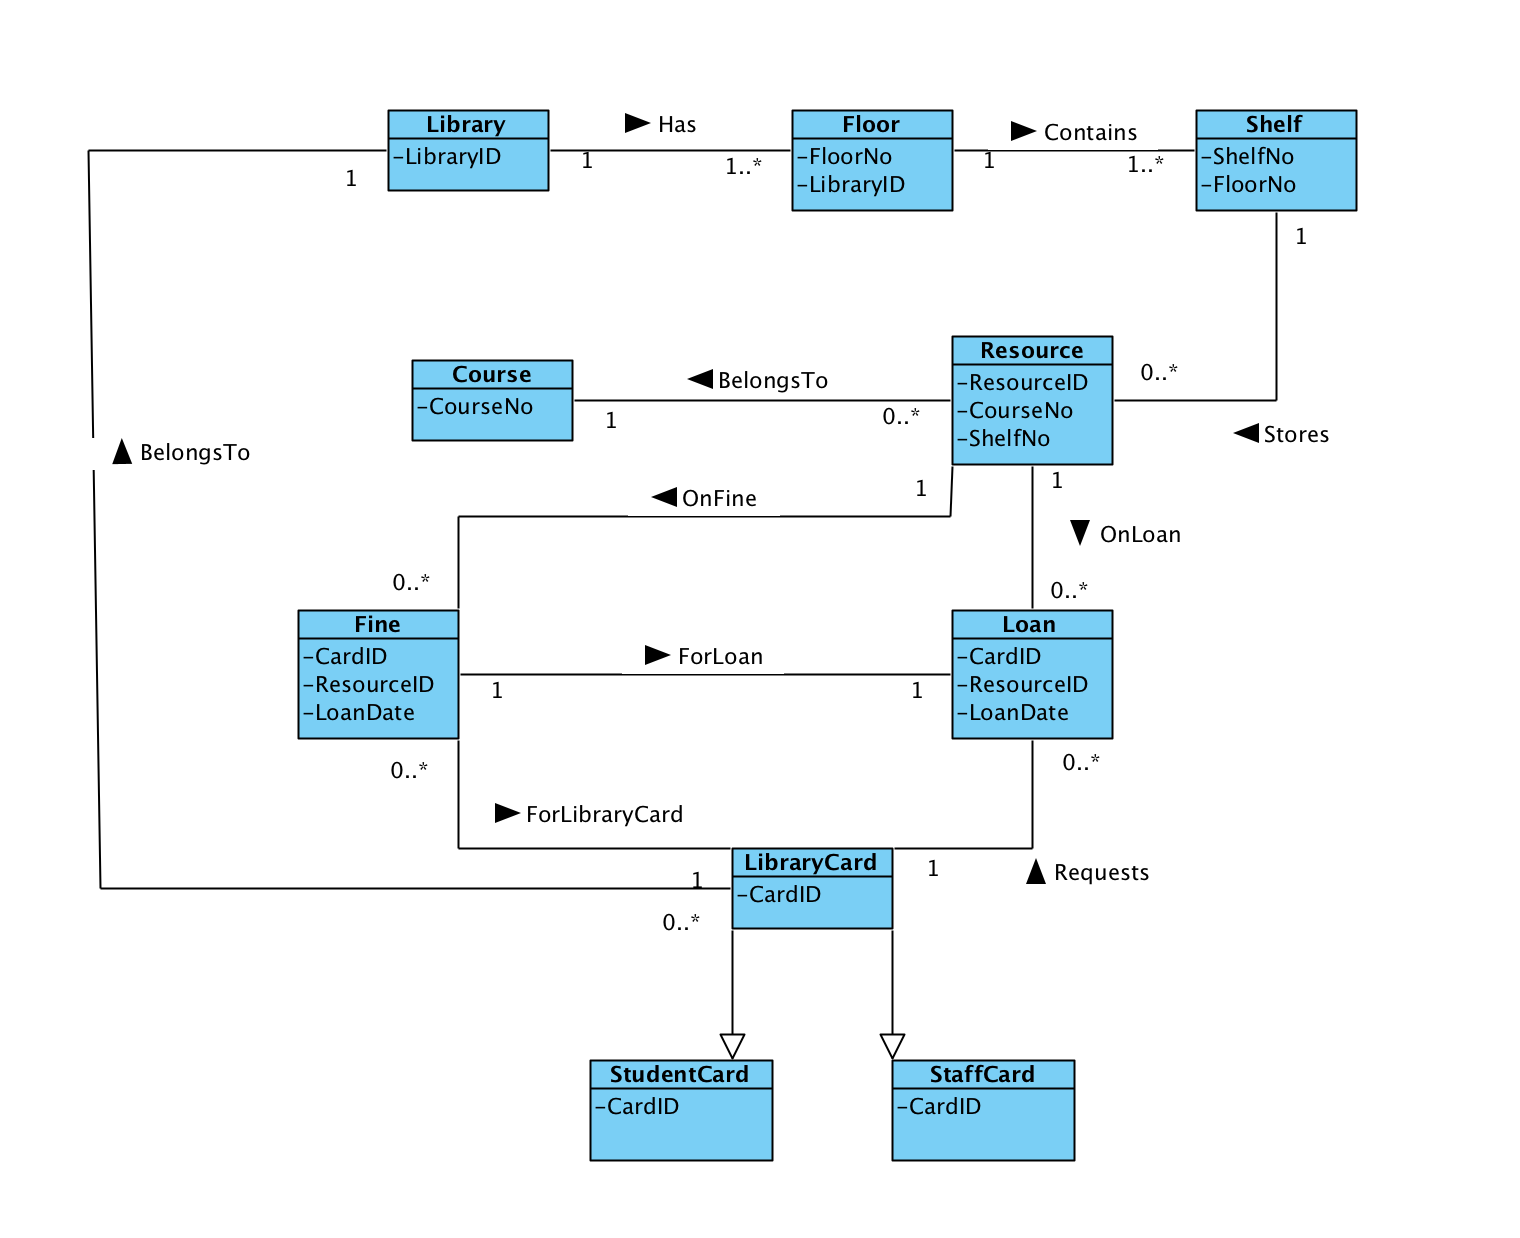 Library
-LibraryID
Has
1
1..*
Floor
-FloorNo
-LibraryID
Contains
1
1..*
Shelf
-ShelfNo
-FloorNo
1
1
Course
-CourseNo
BelongsTo
1
0..*
Resource
-ResourceID
-CourseNo
-ShelfNo
0..*
Stores
BelongsTo
OnFine
1
1
OnLoan
0..*
0..*
Fine
-CardID
-ResourceID
-LoanDate
ForLoan
1
1
Loan
-CardID
-ResourceID
-LoanDate
0..*
0..*
ForLibraryCard
1
LibraryCard
-CardID
1
Requests
0..*
StudentCard
-CardID
StaffCard
-CardID